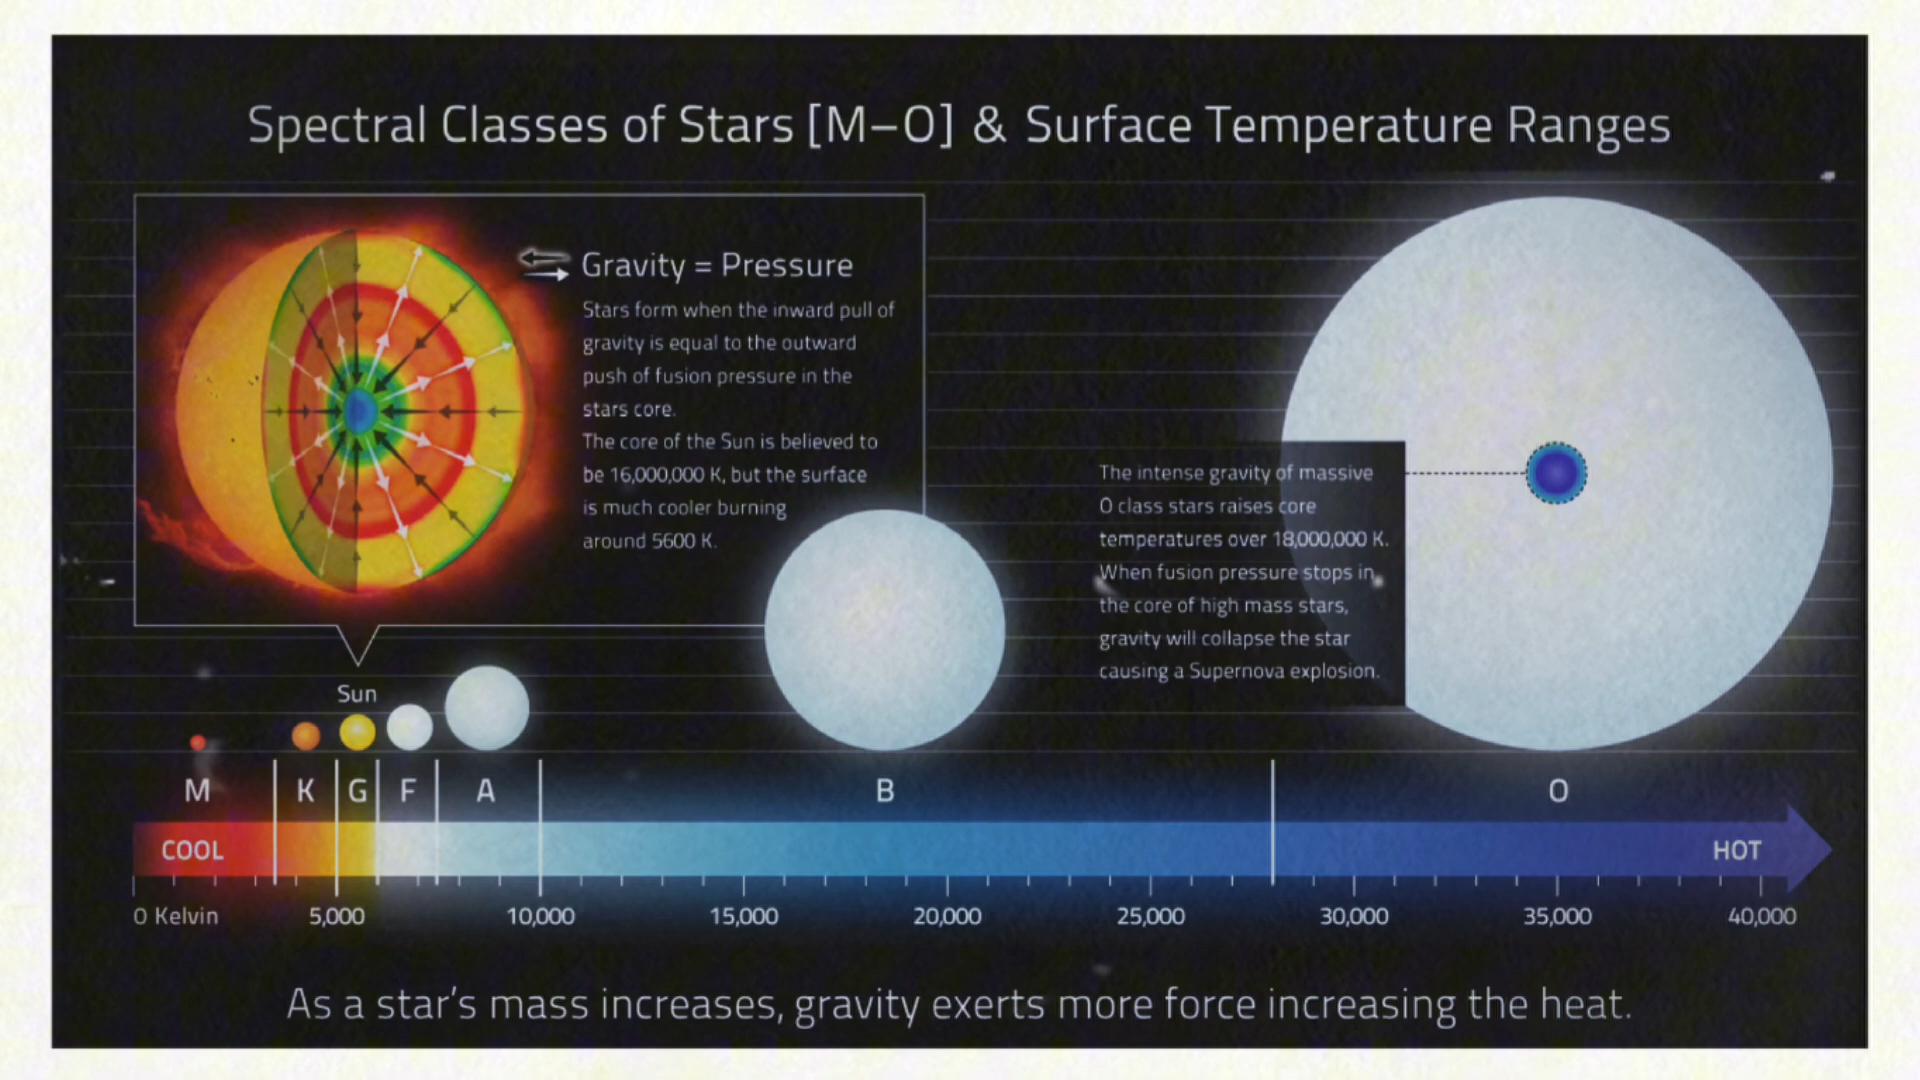 Spectral Classes of Stars [M–O] & Surface Temperature Ranges
Gravity = Pressure
Stars form when the inward pull of
gravity is equal to the outward
push of fusion pressure in the
stars core.
The core of the Sun is believed to
be 16,000,000 K, but the surface
is much cooler burning
around 5600 K.
The intense gravity of massive
O class stars raises core
temperatures over 18,000,000 K.
When fusion pressure stops in
the core of high mass stars,
gravity will collapse the star
causing a Supernova explosion.
Sun
M K G F A B O
COOL HOT
0 Kelvin 5,000 10,000 15,000 20,000 25,000 30,000 35,000 40,000
As a star's mass increases, gravity exerts more force increasing the heat.